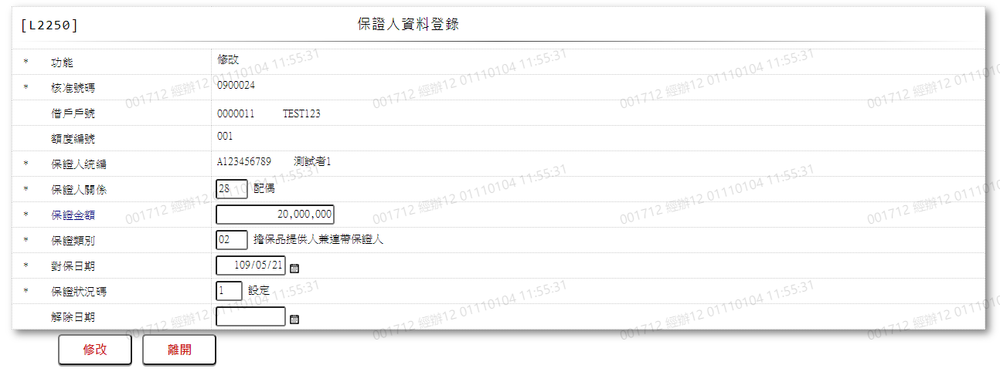 [L2250] 保證人資料登錄
* 功能 修改
* 核准號碼 0900024
借戶戶號 0000011 TEST123
額度編號 001
* 保證人統編 A123456789 測試者1
* 保證人關係 28 配偶
* 保證金額 20,000,000
* 保證類別 02 擔保品提供人兼連帶保證人
* 對保日期 109/05/21
* 保證狀況碼 1 設定
解除日期
修改 離開
001712 經辦12 01110104 11:55:31